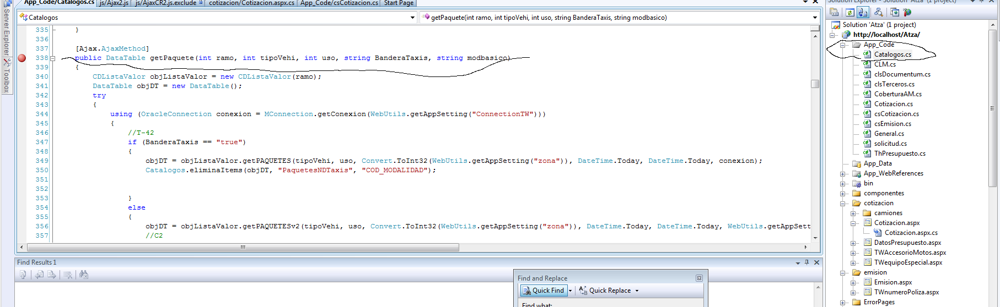 App_Code/Catalogos.cs js/Ajax2.js js/AjaxCR2.js.exclude cotizacion/Cotizacion.aspx.cs App_Code/csCotizacion.cs Start Page
Catalogos getPaquete(int ramo, int tipoVehi, int uso, string BanderaTaxis, string modbasico)
335 }
336
337 [Ajax.AjaxMethod]
338 public DataTable getPaquete(int ramo, int tipoVehi, int uso, string BanderaTaxis, string modbasico)
339 {
340 CDListaValor objListaValor = new CDListaValor(ramo);
341 DataTable objDT = new DataTable();
342 try
343 {
344 using (OracleConnection conexion = MConnection.getConexion(WebUtils.getAppSetting("ConnectionTW")))
345 {
346 //T-42
347 if (BanderaTaxis == "true")
348 {
349 objDT = objListaValor.getPAQUETES(tipoVehi, uso, Convert.ToInt32(WebUtils.getAppSetting("zona")), DateTime.Today, DateTime.Today, conexion);
350 Catalogos.eliminaItems(objDT, "PaquetesNDTaxis", "COD_MODALIDAD");
351
352
353 }
354 else
355 {
356 objDT = objListaValor.getPAQUETESv2(tipoVehi, uso, Convert.ToInt32(WebUtils.getAppSetting("zona")), DateTime.Today, DateTime.Today, WebUtils.getAppSett
357 //C2
Server Explorer
Toolbox
Find Results 1
Find and Replace
Quick Find Quick Replace
Find what:
Solution Explorer - Solution 'Atza' (1 project)
Solution 'Atza' (1 project)
http://localhost/Atza/
App_Code
Catalogos.cs
CLM.cs
clsDocumentum.cs
clsTerceros.cs
CoberturaAM.cs
Cotizacion.cs
csCotizacion.cs
csEmision.cs
General.cs
solicitud.cs
ThPresupuesto.cs
App_Data
App_WebReferences
bin
componentes
cotizacion
camiones
Cotizacion.aspx
Cotizacion.aspx.cs
DatosPresupuesto.aspx
TWAccesorioMotos.aspx
TWequipoEspecial.aspx
emision
Emision.aspx
TWnumeroPoliza.aspx
ErrorPages